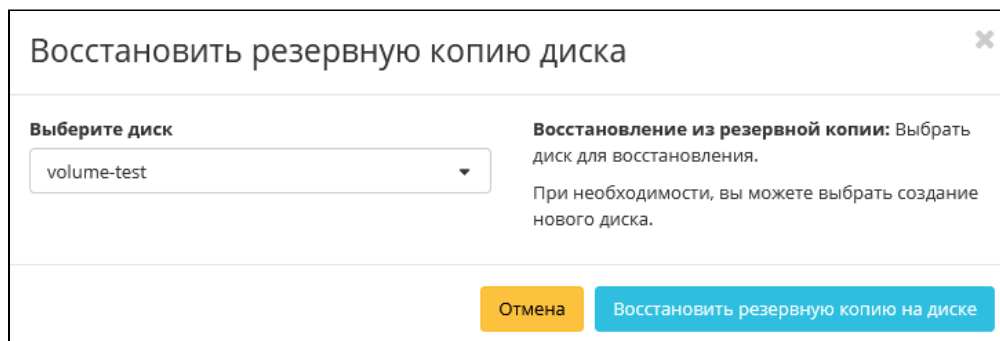 Восстановить резервную копию диска
Выберите диск
volume-test
Восстановление из резервной копии: Выбрать
диск для восстановления.
При необходимости, вы можете выбрать создание
нового диска.
Отмена
Восстановить резервную копию на диске